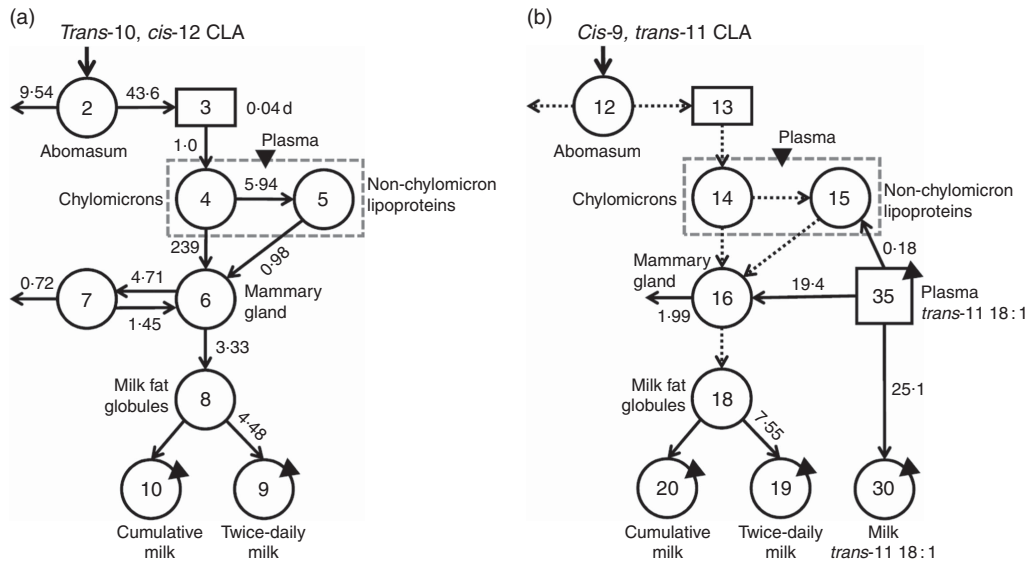 (a)
Trans-10, cis-12 CLA
9·54
2
43·6
3
0·04 d
Abomasum
1·0
Plasma
Chylomicrons
4
5·94
5
Non-chylomicron
lipoproteins
239
0·98
0·72
7
4·71
1·45
6
Mammary
gland
3·33
Milk fat
globules
8
4·48
10
9
Cumulative
milk
Twice-daily
milk
(b)
Cis-9, trans-11 CLA
12
13
Abomasum
Plasma
Chylomicrons
14
15
Non-chylomicron
lipoproteins
0·18
Mammary
gland
16
19·4
35
Plasma
trans-11 18 : 1
1·99
25·1
Milk fat
globules
18
7·55
20
19
30
Cumulative
milk
Twice-daily
milk
Milk
trans-11 18 : 1